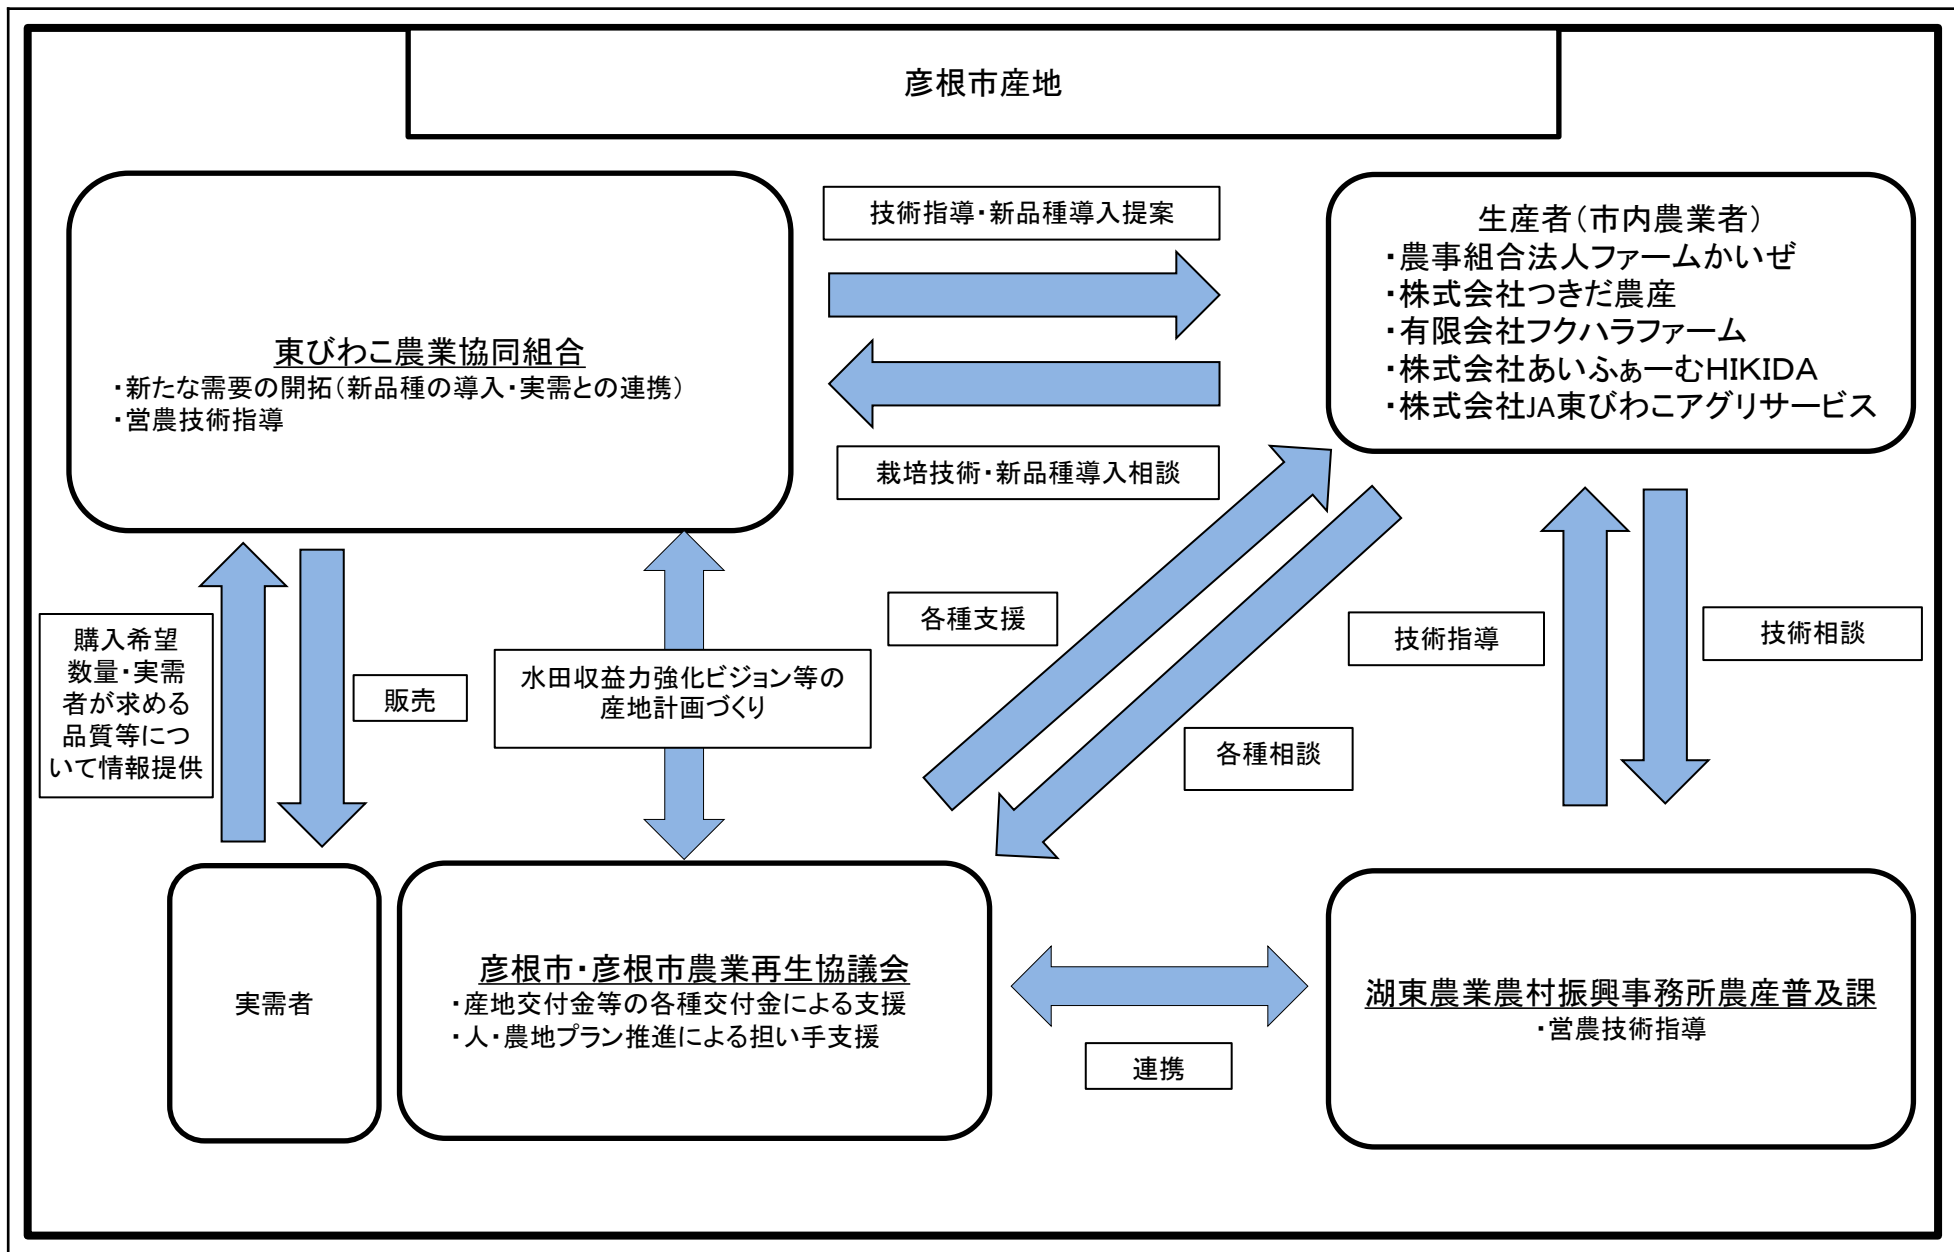 彦根市産地
東びわこ農業協同組合
・新たな需要の開拓(新品種の導入・実需との連携)
・営農技術指導
技術指導・新品種導入提案
栽培技術・新品種導入相談
生産者(市内農業者)
・農事組合法人ファームかいぜ
・株式会社つきだ農産
・有限会社フクハラファーム
・株式会社あいふぁーむHIKIDA
・株式会社JA東びわこアグリサービス
購入希望
数量・実需
者が求める
品質等につ
いて情報提供
販売
水田収益力強化ビジョン等の
産地計画づくり
各種支援
各種相談
技術指導
技術相談
実需者
彦根市・彦根市農業再生協議会
・産地交付金等の各種交付金による支援
・人・農地プラン推進による担い手支援
連携
湖東農業農村振興事務所農産普及課
・営農技術指導